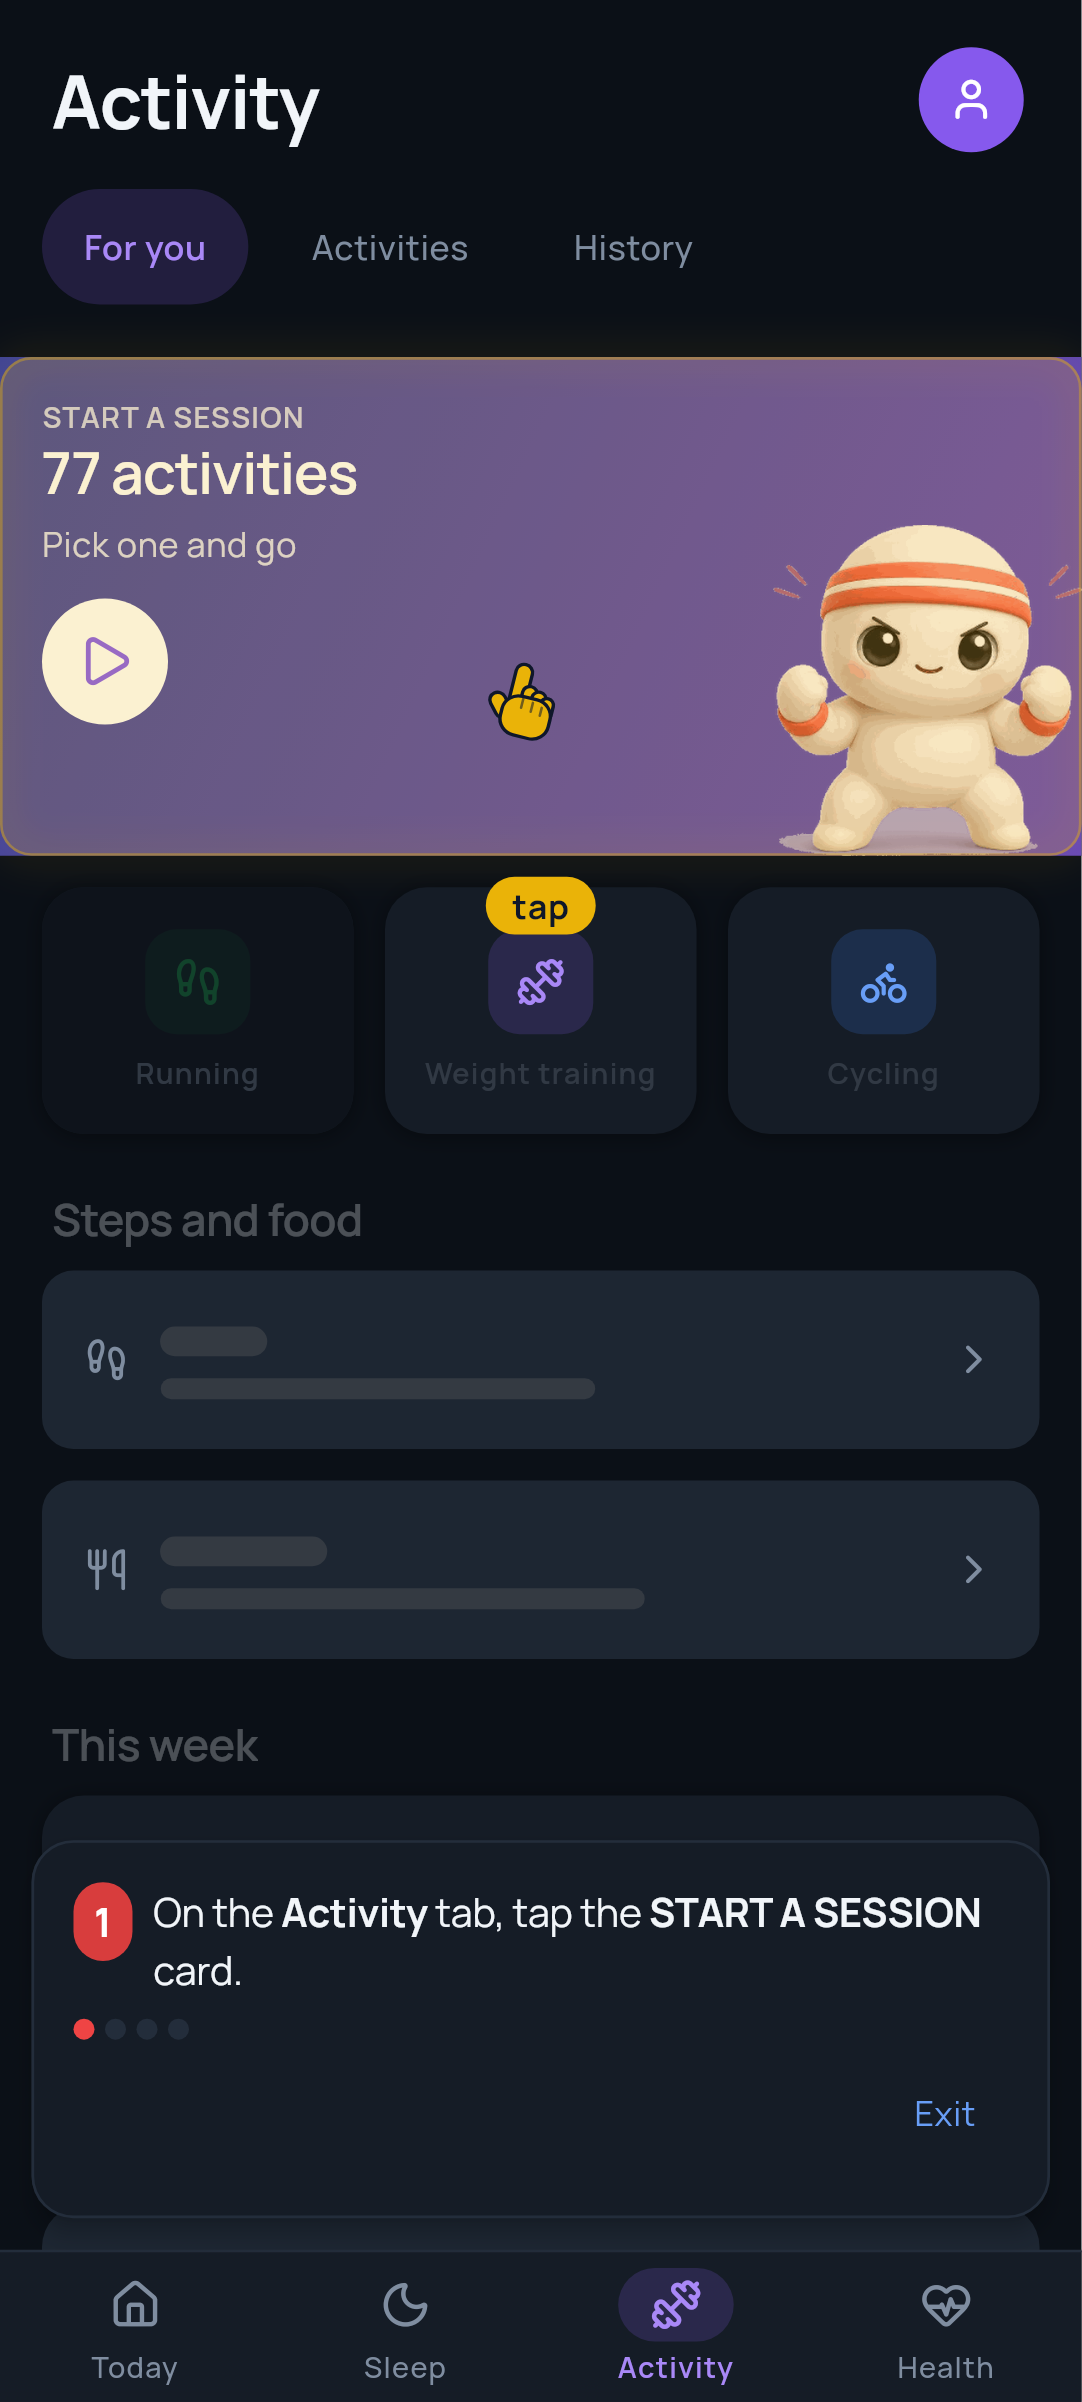 Activity
For you
Activities
History
START A SESSION
77 activities
Pick one and go
tap
Running
Weight training
Cycling
Steps and food
This week
1
On the Activity tab, tap the START A SESSION
card.
Exit
Today
Sleep
Activity
Health